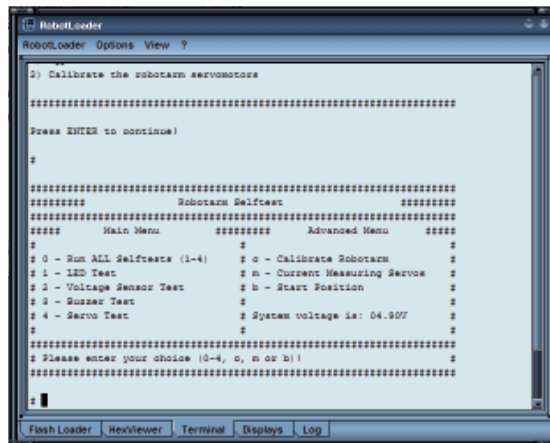 RobotLoader
RobotLoader Options View ?
2) Calibrate the robotarm servomotors
###########################################################################
Press ENTER to continue!
#
###########################################################################
######### Robotarm Selftest #########
###########################################################################
##### Main Menu ######### Advanced Menu #####
# # #
# 0 - Run ALL Selftests (1-4) # c - Calibrate Robotarm #
# 1 - LED Test # m - Current Measuring Servos #
# 2 - Voltage Sensor Test # b - Start Position #
# 3 - Buzzer Test # #
# 4 - Servo Test # System voltage is: 04.90V #
# # #
###########################################################################
# Please enter your choice (0-4, c, m or b)! #
###########################################################################
#
Flash Loader HexViewer Terminal Displays Log